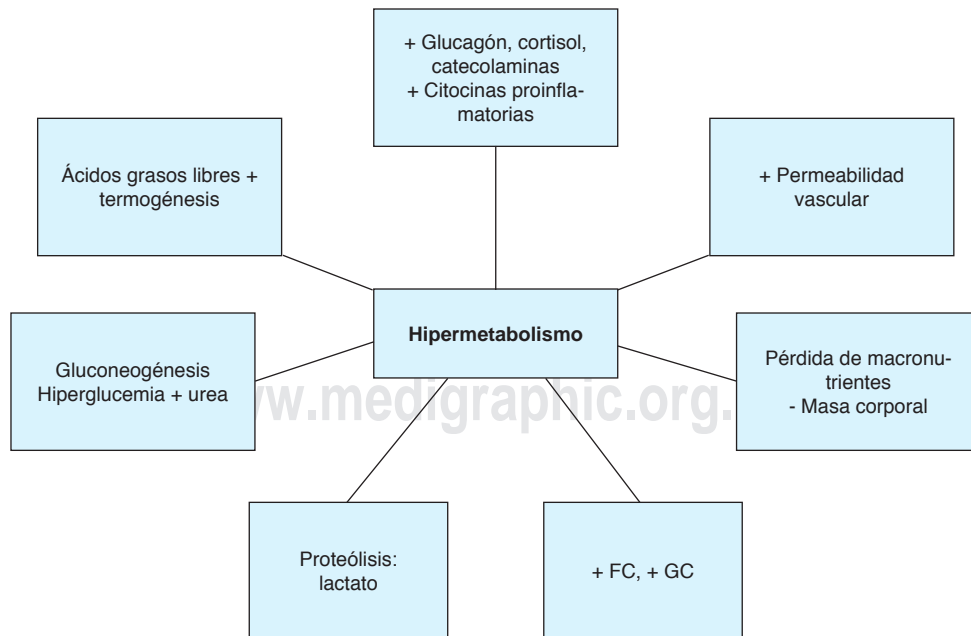 + Glucagón, cortisol,
catecolaminas
+ Citocinas proinfla-
matorias
Ácidos grasos libres +
termogénesis
+ Permeabilidad
vascular
Hipermetabolismo
Gluconeogénesis
Hiperglucemia + urea
Pérdida de macronu-
trientes
- Masa corporal
w.medigraphic.org.
Proteólisis:
lactato
+ FC, + GC